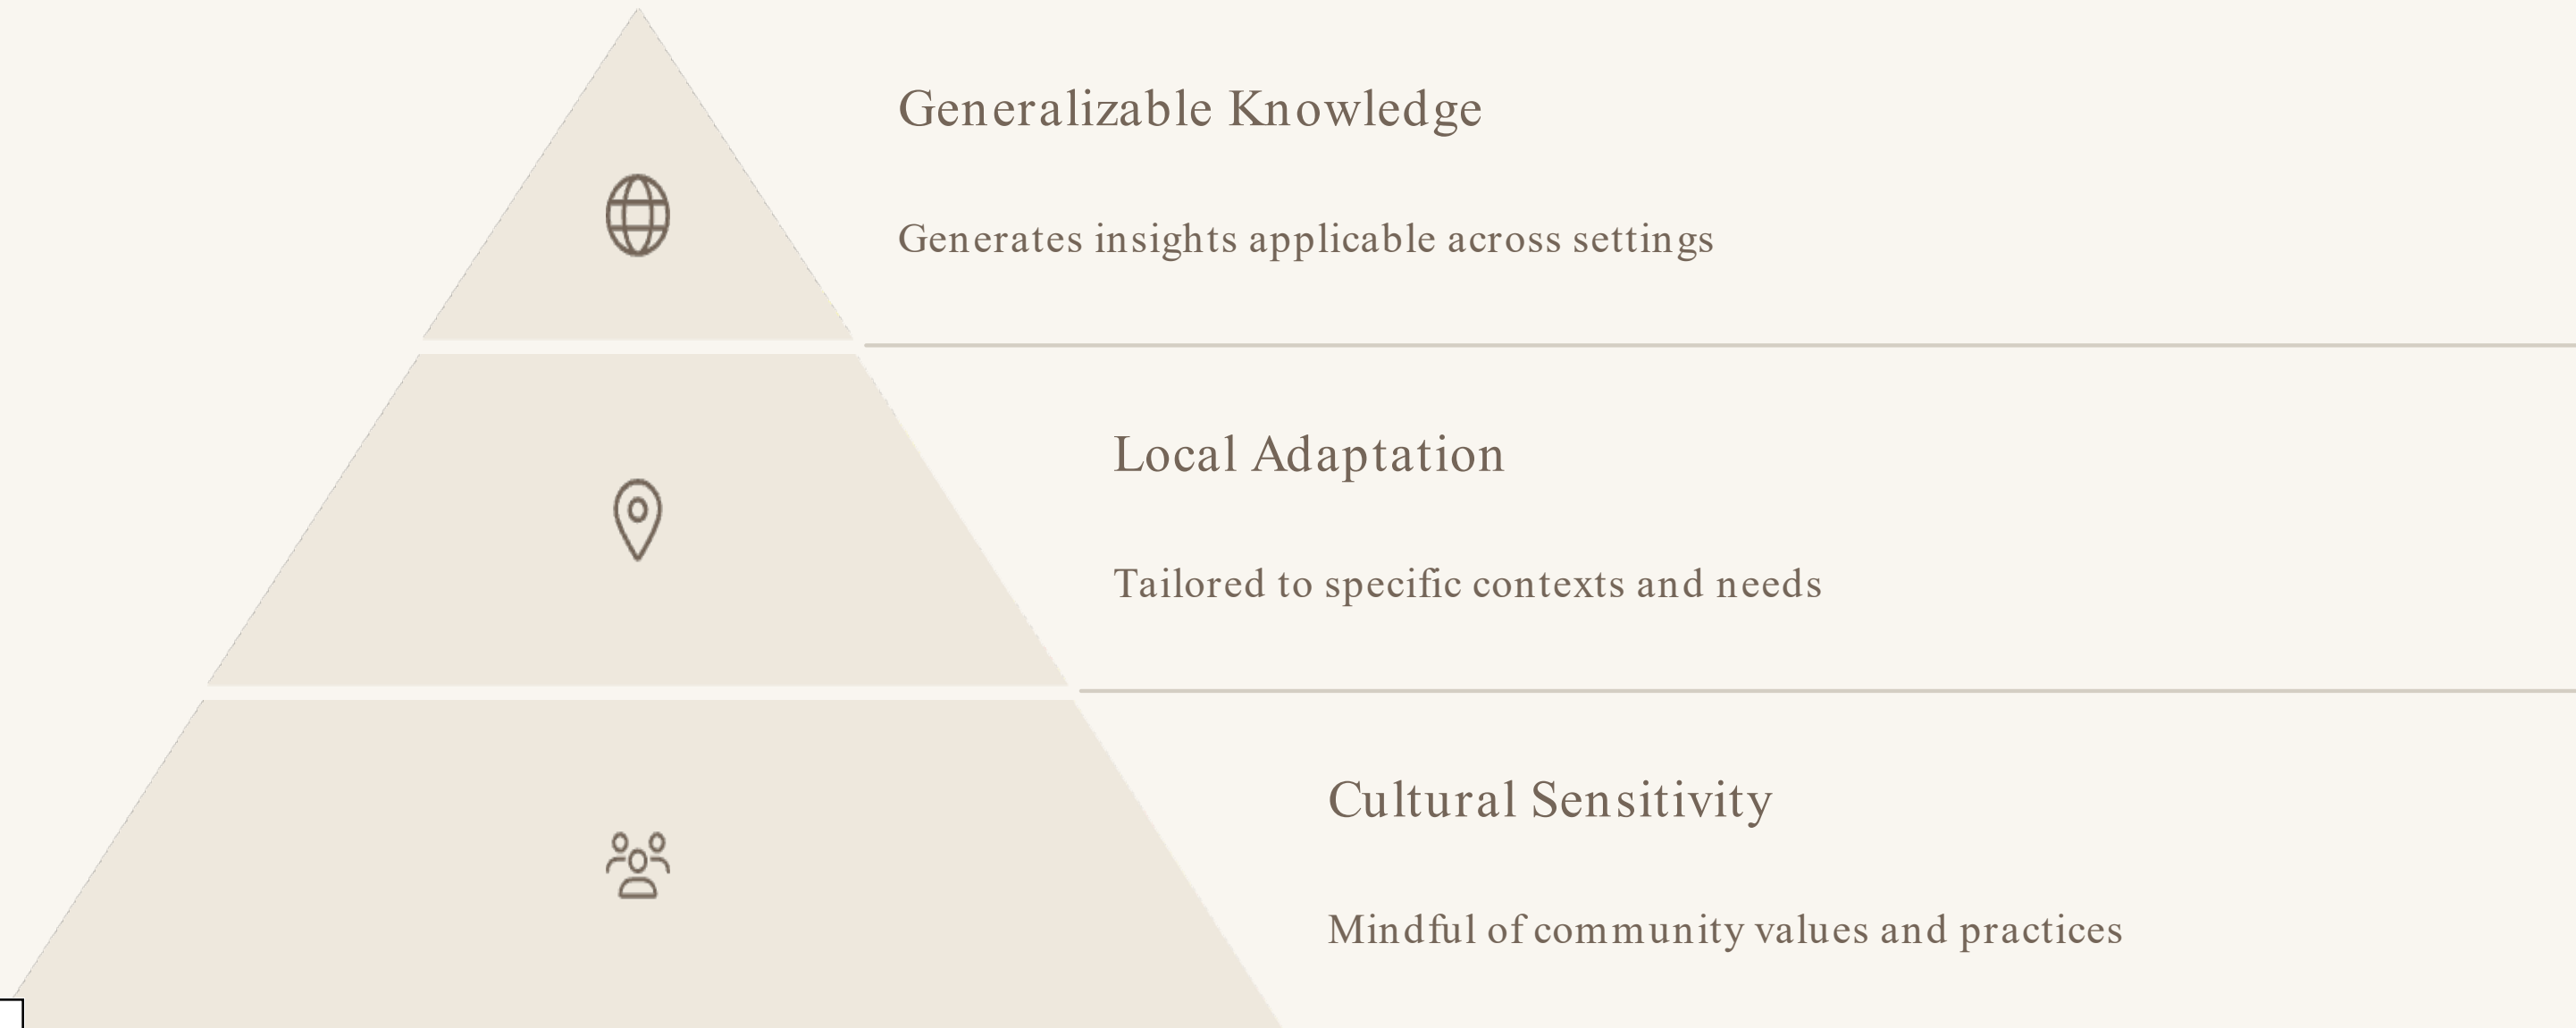 Generalizable Knowledge
Generates insights applicable across settings
Local Adaptation
Tailored to specific contexts and needs
Cultural Sensitivity
Mindful of community values and practices